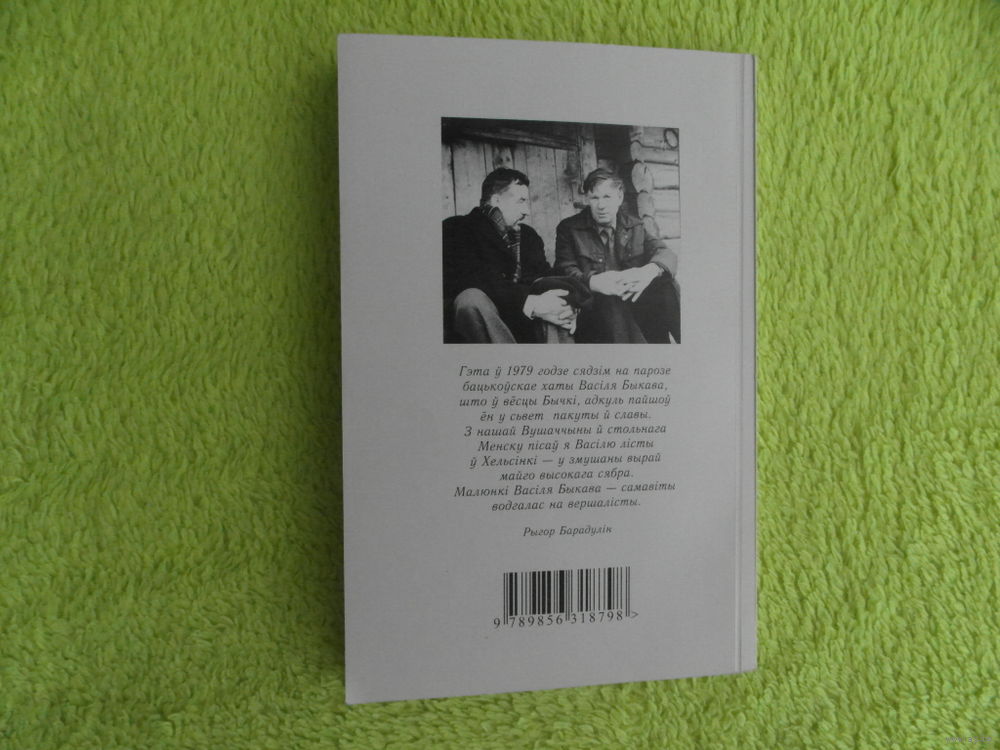 Гэта ў 1979 годзе сядзім на парозе
бацькоўскае хаты Васіля Быкава,
што ў вёсцы Бычкі, адкуль пайшоў
ён у сьвет пакуты й славы.
З нашай Вушаччыны й стольнага
Менску пісаў я Васілю лісты
ў Хельсінкі — у змушаны вырай
майго высокага сябра.
Малюнкі Васіля Быкава — самавіты
водгалас на вершалісты.
Рыгор Барадулін
9 789856 318798 >